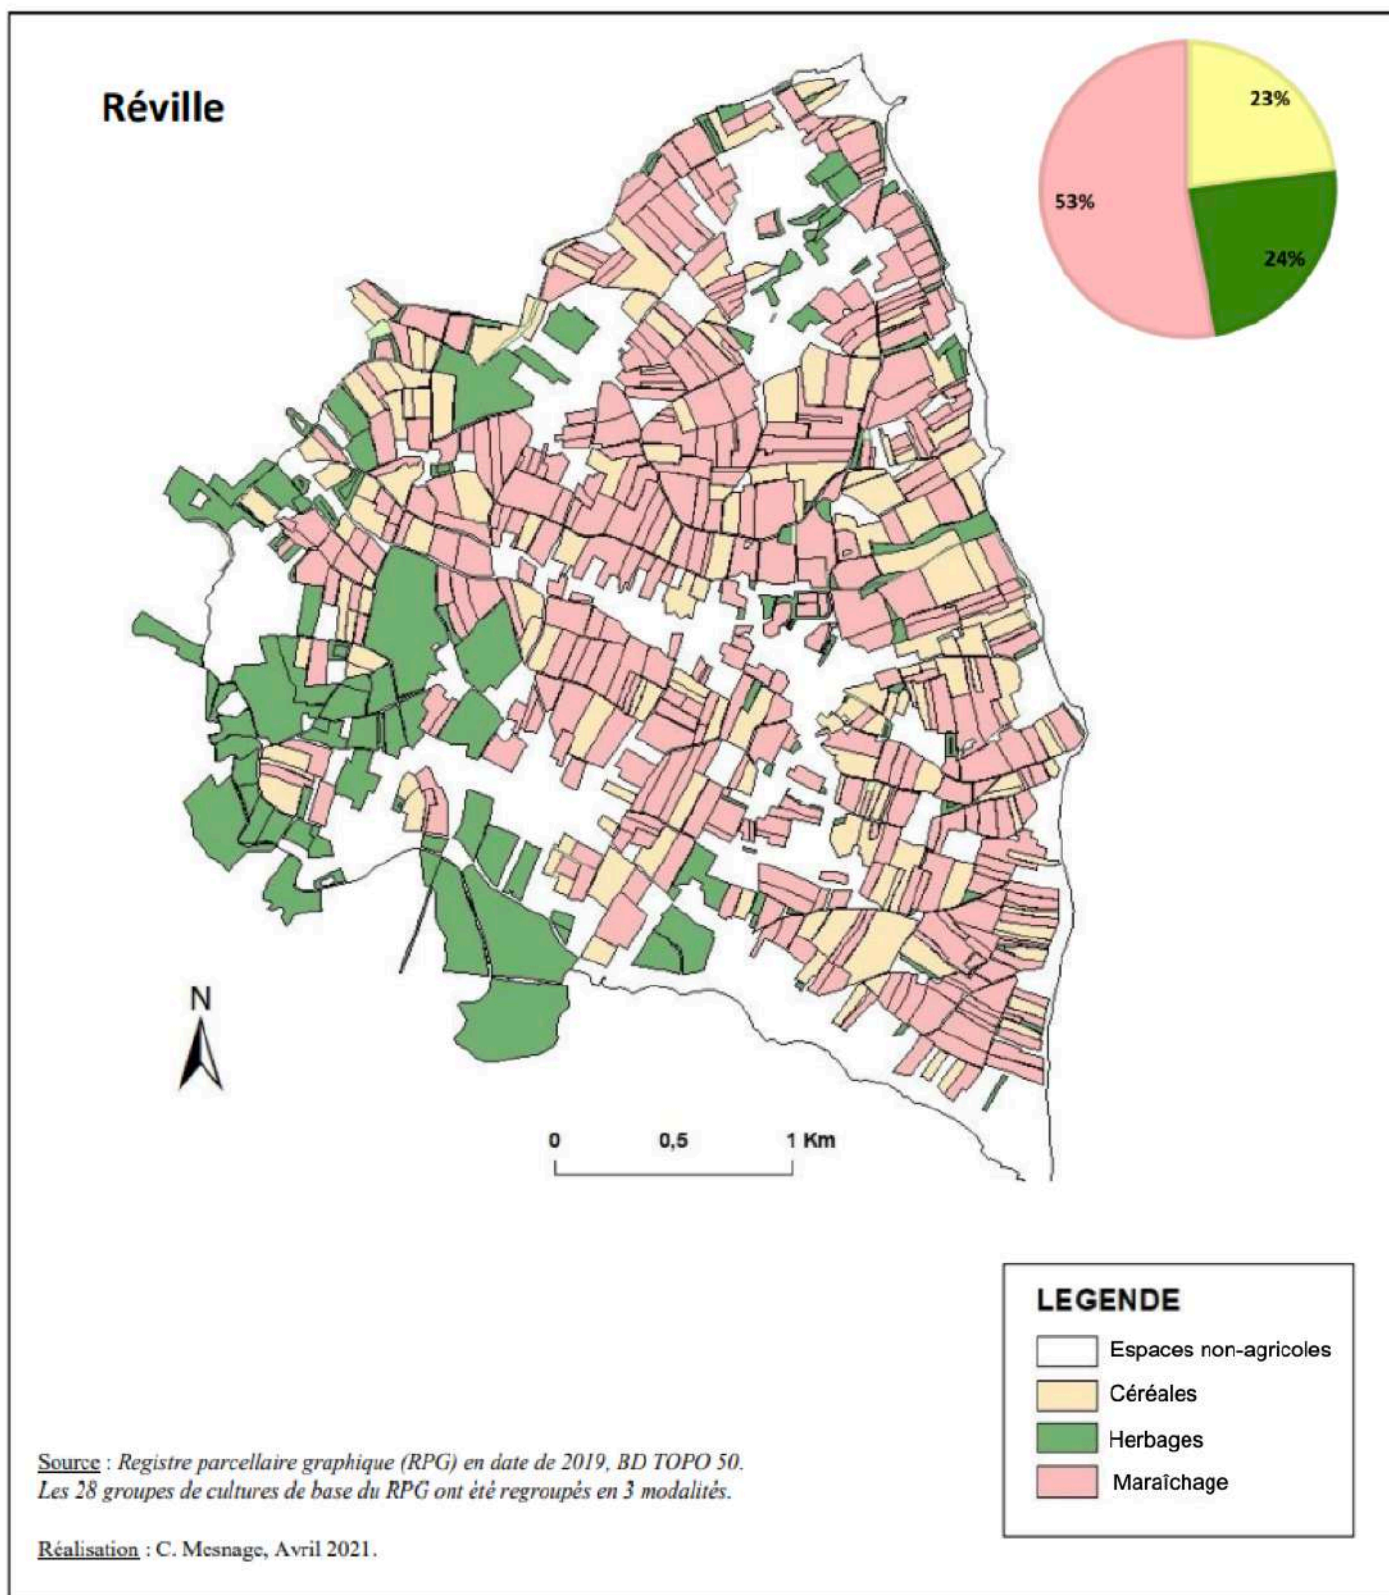 Réville
23%
53%
24%
N
0 0,5 1 Km
LEGENDE
Espaces non-agricoles
Céréales
Herbages
Maraîchage
Source : Registre parcellaire graphique (RPG) en date de 2019, BD TOPO 50.
Les 28 groupes de cultures de base du RPG ont été regroupés en 3 modalités.
Réalisation : C. Mesnage, Avril 2021.